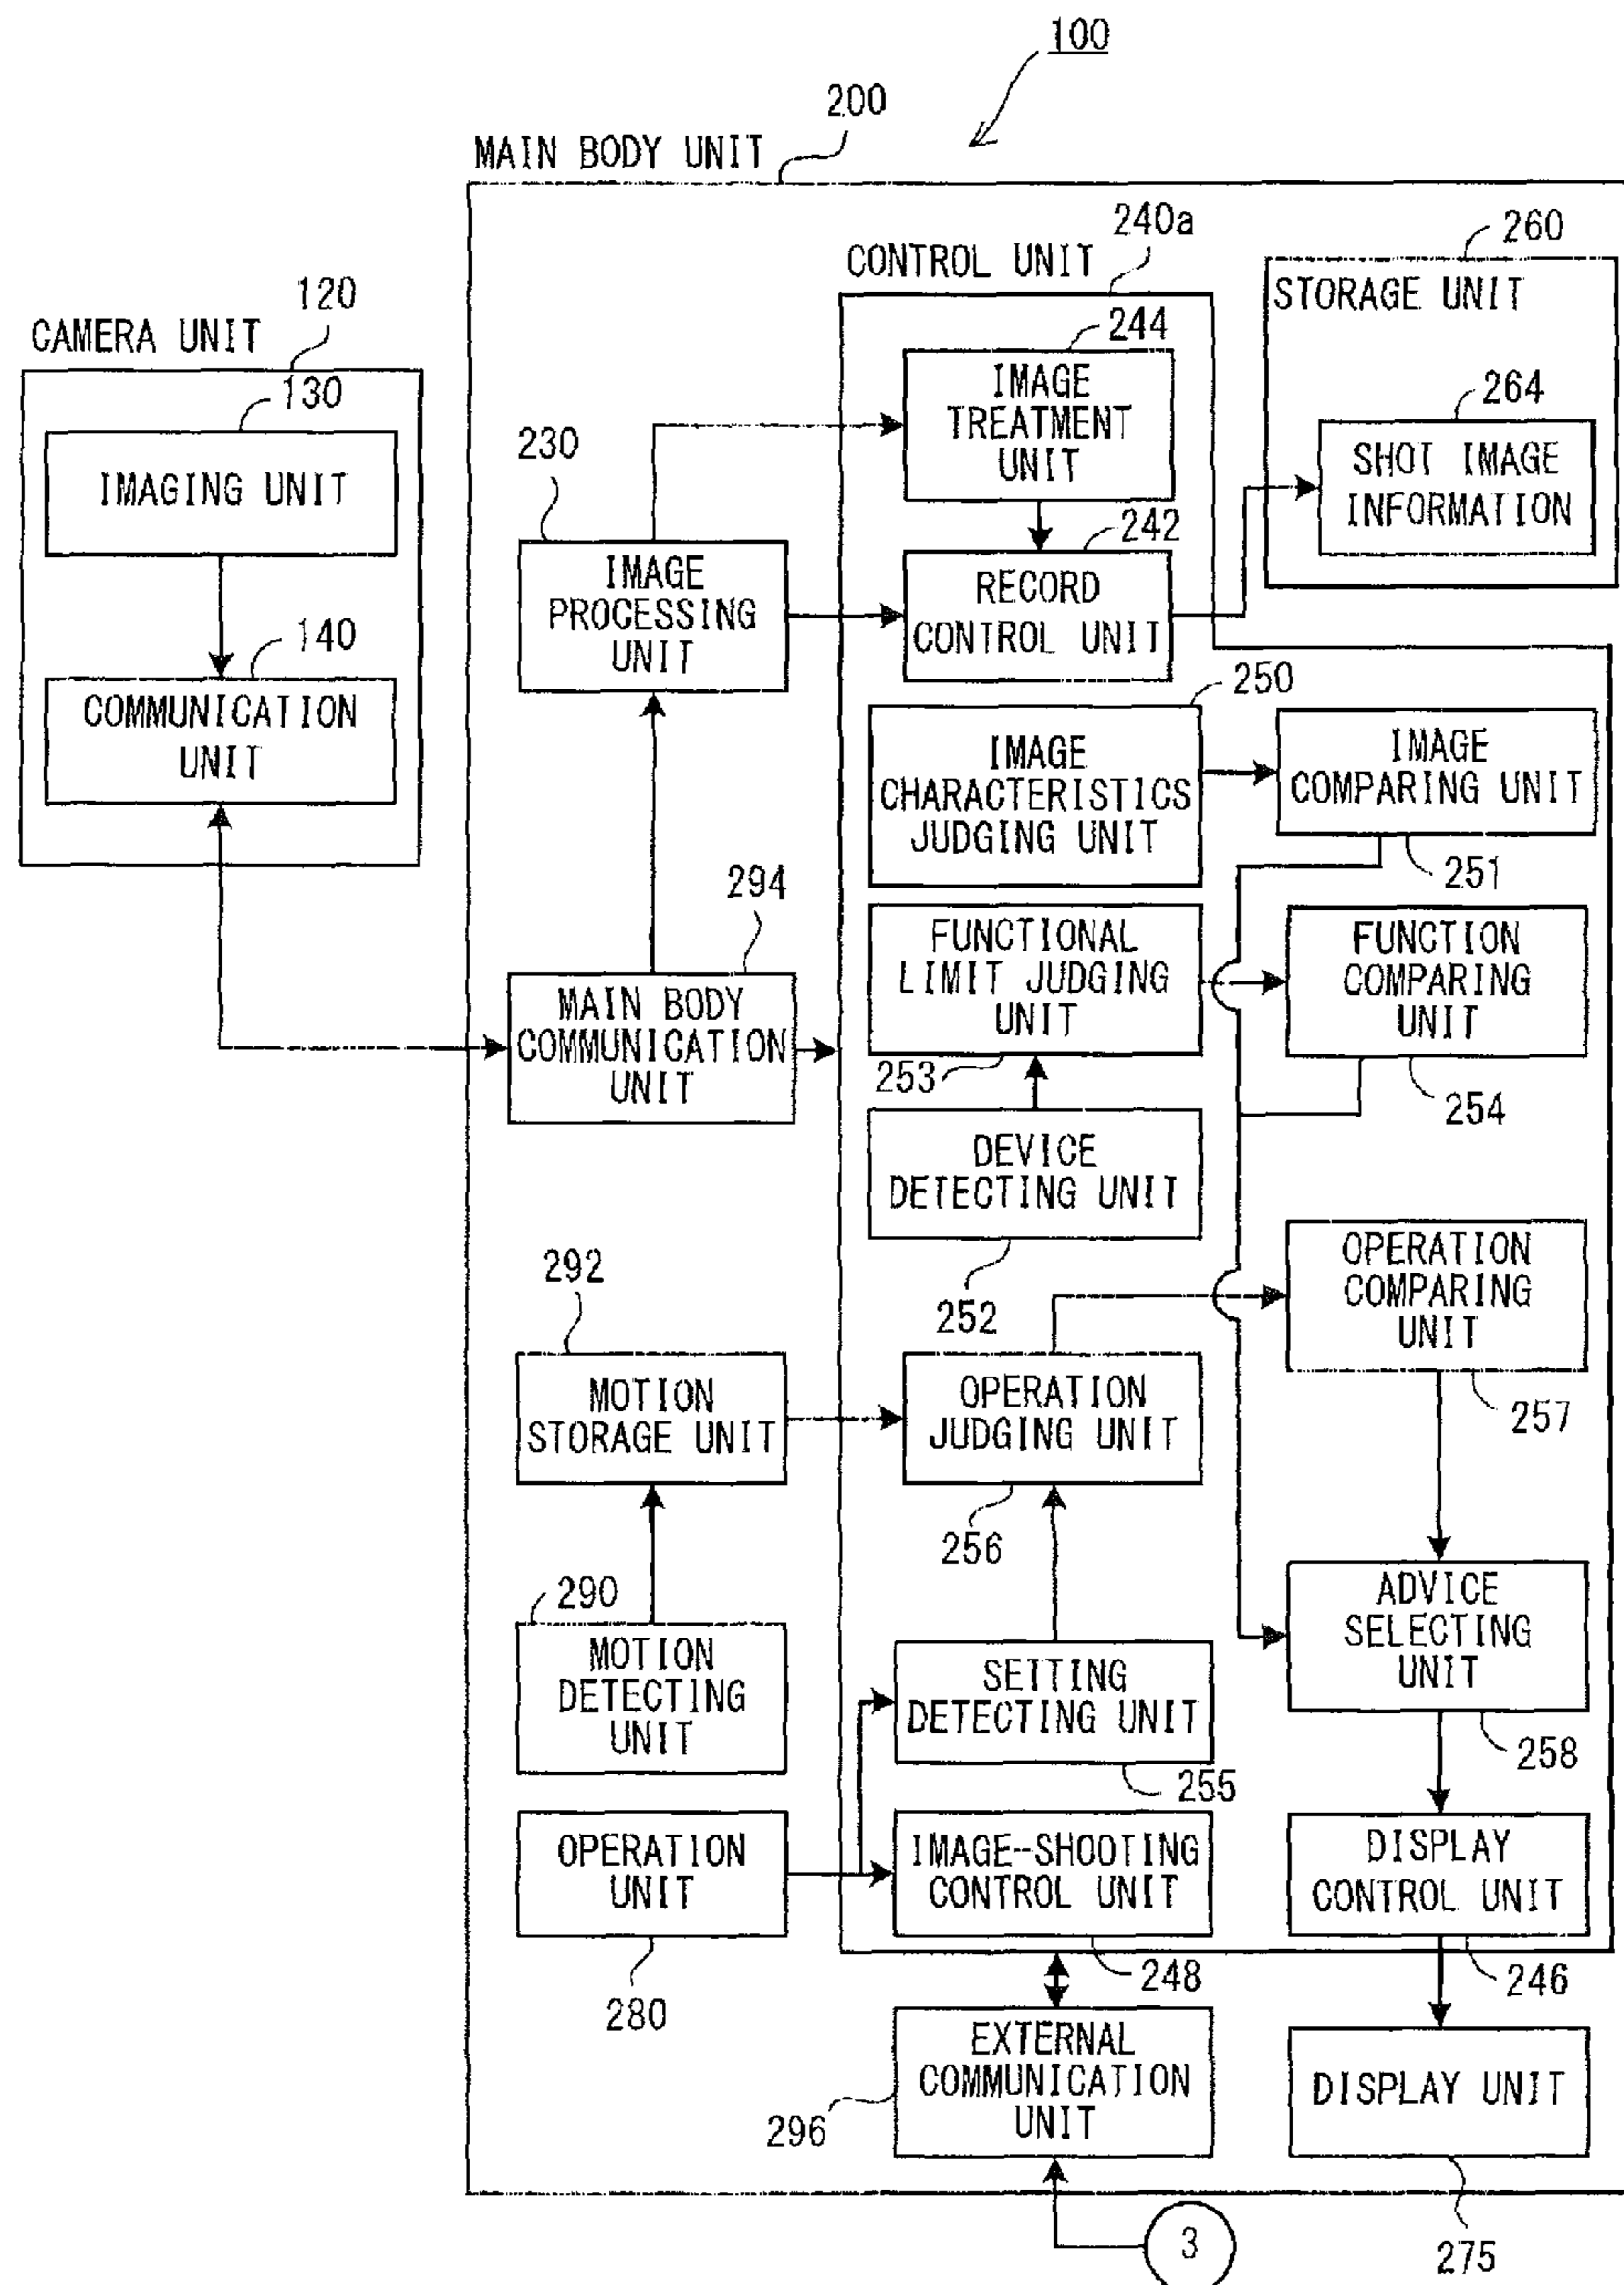 100
200
MAIN BODY UNIT
240a
260
CONTROL UNIT
STORAGE UNIT
120
CAMERA UNIT
244
130
IMAGE
TREATMENT
UNIT
264
230
IMAGING UNIT
SHOT IMAGE
INFORMATION
242
IMAGE
PROCESSING
UNIT
RECORD
CONTROL UNIT
140
COMMUNICATION
UNIT
250
IMAGE
CHARACTERISTICS
JUDGING UNIT
IMAGE
COMPARING UNIT
251
294
FUNCTIONAL
LIMIT JUDGING
UNIT
FUNCTION
COMPARING
UNIT
MAIN BODY
COMMUNICATION
UNIT
253
254
DEVICE
DETECTING UNIT
252
OPERATION
COMPARING
UNIT
292
257
MOTION
STORAGE UNIT
OPERATION
JUDGING UNIT
256
290
ADVICE
SELECTING
UNIT
MOTION
DETECTING
UNIT
SETTING
DETECTING UNIT
258
255
OPERATION
UNIT
IMAGE-SHOOTING
CONTROL UNIT
DISPLAY
CONTROL UNIT
280
248
246
EXTERNAL
COMMUNICATION
UNIT
DISPLAY UNIT
296
3
275